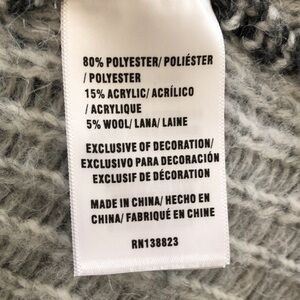 80% POLYESTER/ POLIÉSTER
/ POLYESTER
15% ACRYLIC/ ACRÍLICO
/ ACRYLIQUE
5% WOOL/ LANA/ LAINE
EXCLUSIVE OF DECORATION/
EXCLUSIVO PARA DECORACIÓN
EXCLUSIF DE DÉCORATION
MADE IN CHINA/ HECHO EN
CHINA/ FABRIQUÉ EN CHINE
RN138823